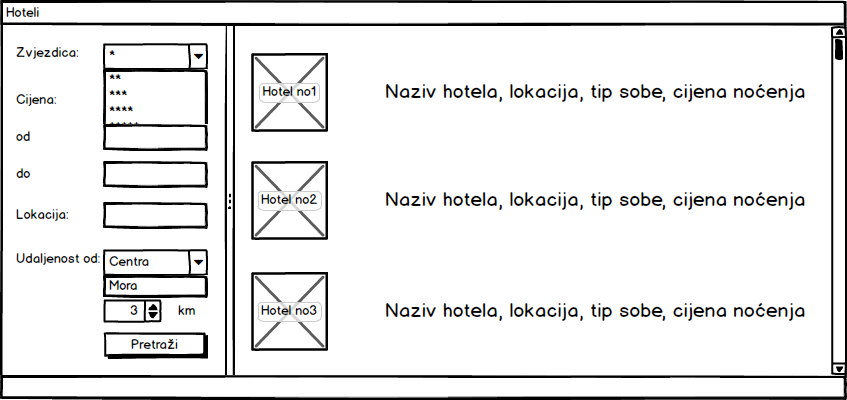 Hoteli
Zvjezdica:
*
**
***
****
*****
Cijena:
od
do
Lokacija:
Udaljenost od:
Centra
Mora
3
km
Pretraži
Hotel no1
Naziv hotela, lokacija, tip sobe, cijena noćenja
Hotel no2
Naziv hotela, lokacija, tip sobe, cijena noćenja
Hotel no3
Naziv hotela, lokacija, tip sobe, cijena noćenja